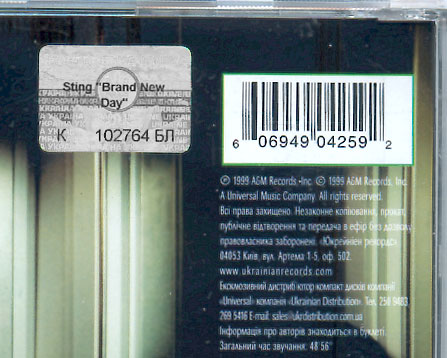 Sting "Brand New
Day"
К 102764 БЛ
6 06949 04259 2
℗ 1999 A&M Records, Inc. © 1999 A&M Records, Inc.
A Universal Music Company. All rights reserved.
Всі права захищено. Незаконне копіювання, прокат,
публічне відтворення та передача в ефір без дозволу
правовласника заборонені. «Юкрейніен рекордс»
04053 Київ, вул. Артема 1-5, оф. 502.
www.ukrainianrecords.com
Ексклюзивний дистриб'ютор компакт дисків компанії
«Universal» компанія «Ukrainian Distribution». Тел. 250 9483
269 5416 E-mail: sales@ukrdistribution.com.ua
Інформація про авторів знаходиться в буклеті.
Загальний час звучання: 48'56"